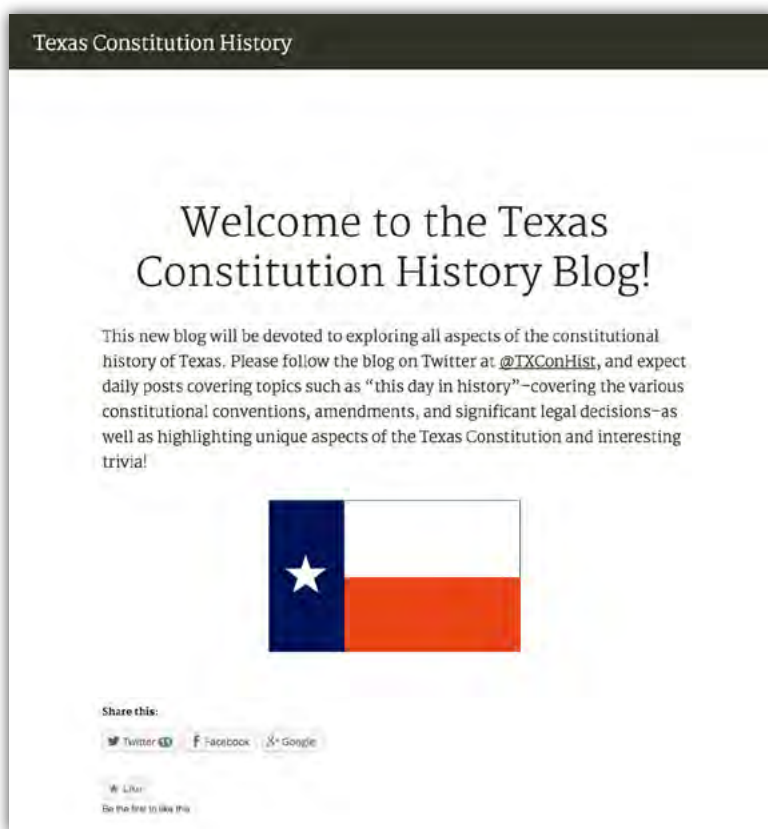 Texas Constitution History
Welcome to the Texas
Constitution History Blog!
This new blog will be devoted to exploring all aspects of the constitutional
history of Texas. Please follow the blog on Twitter at @TXConHist, and expect
daily posts covering topics such as “this day in history”–covering the various
constitutional conventions, amendments, and significant legal decisions–as
well as highlighting unique aspects of the Texas Constitution and interesting
trivia!
Share this:
Twitter Facebook Google
Like
Be the first to like this.